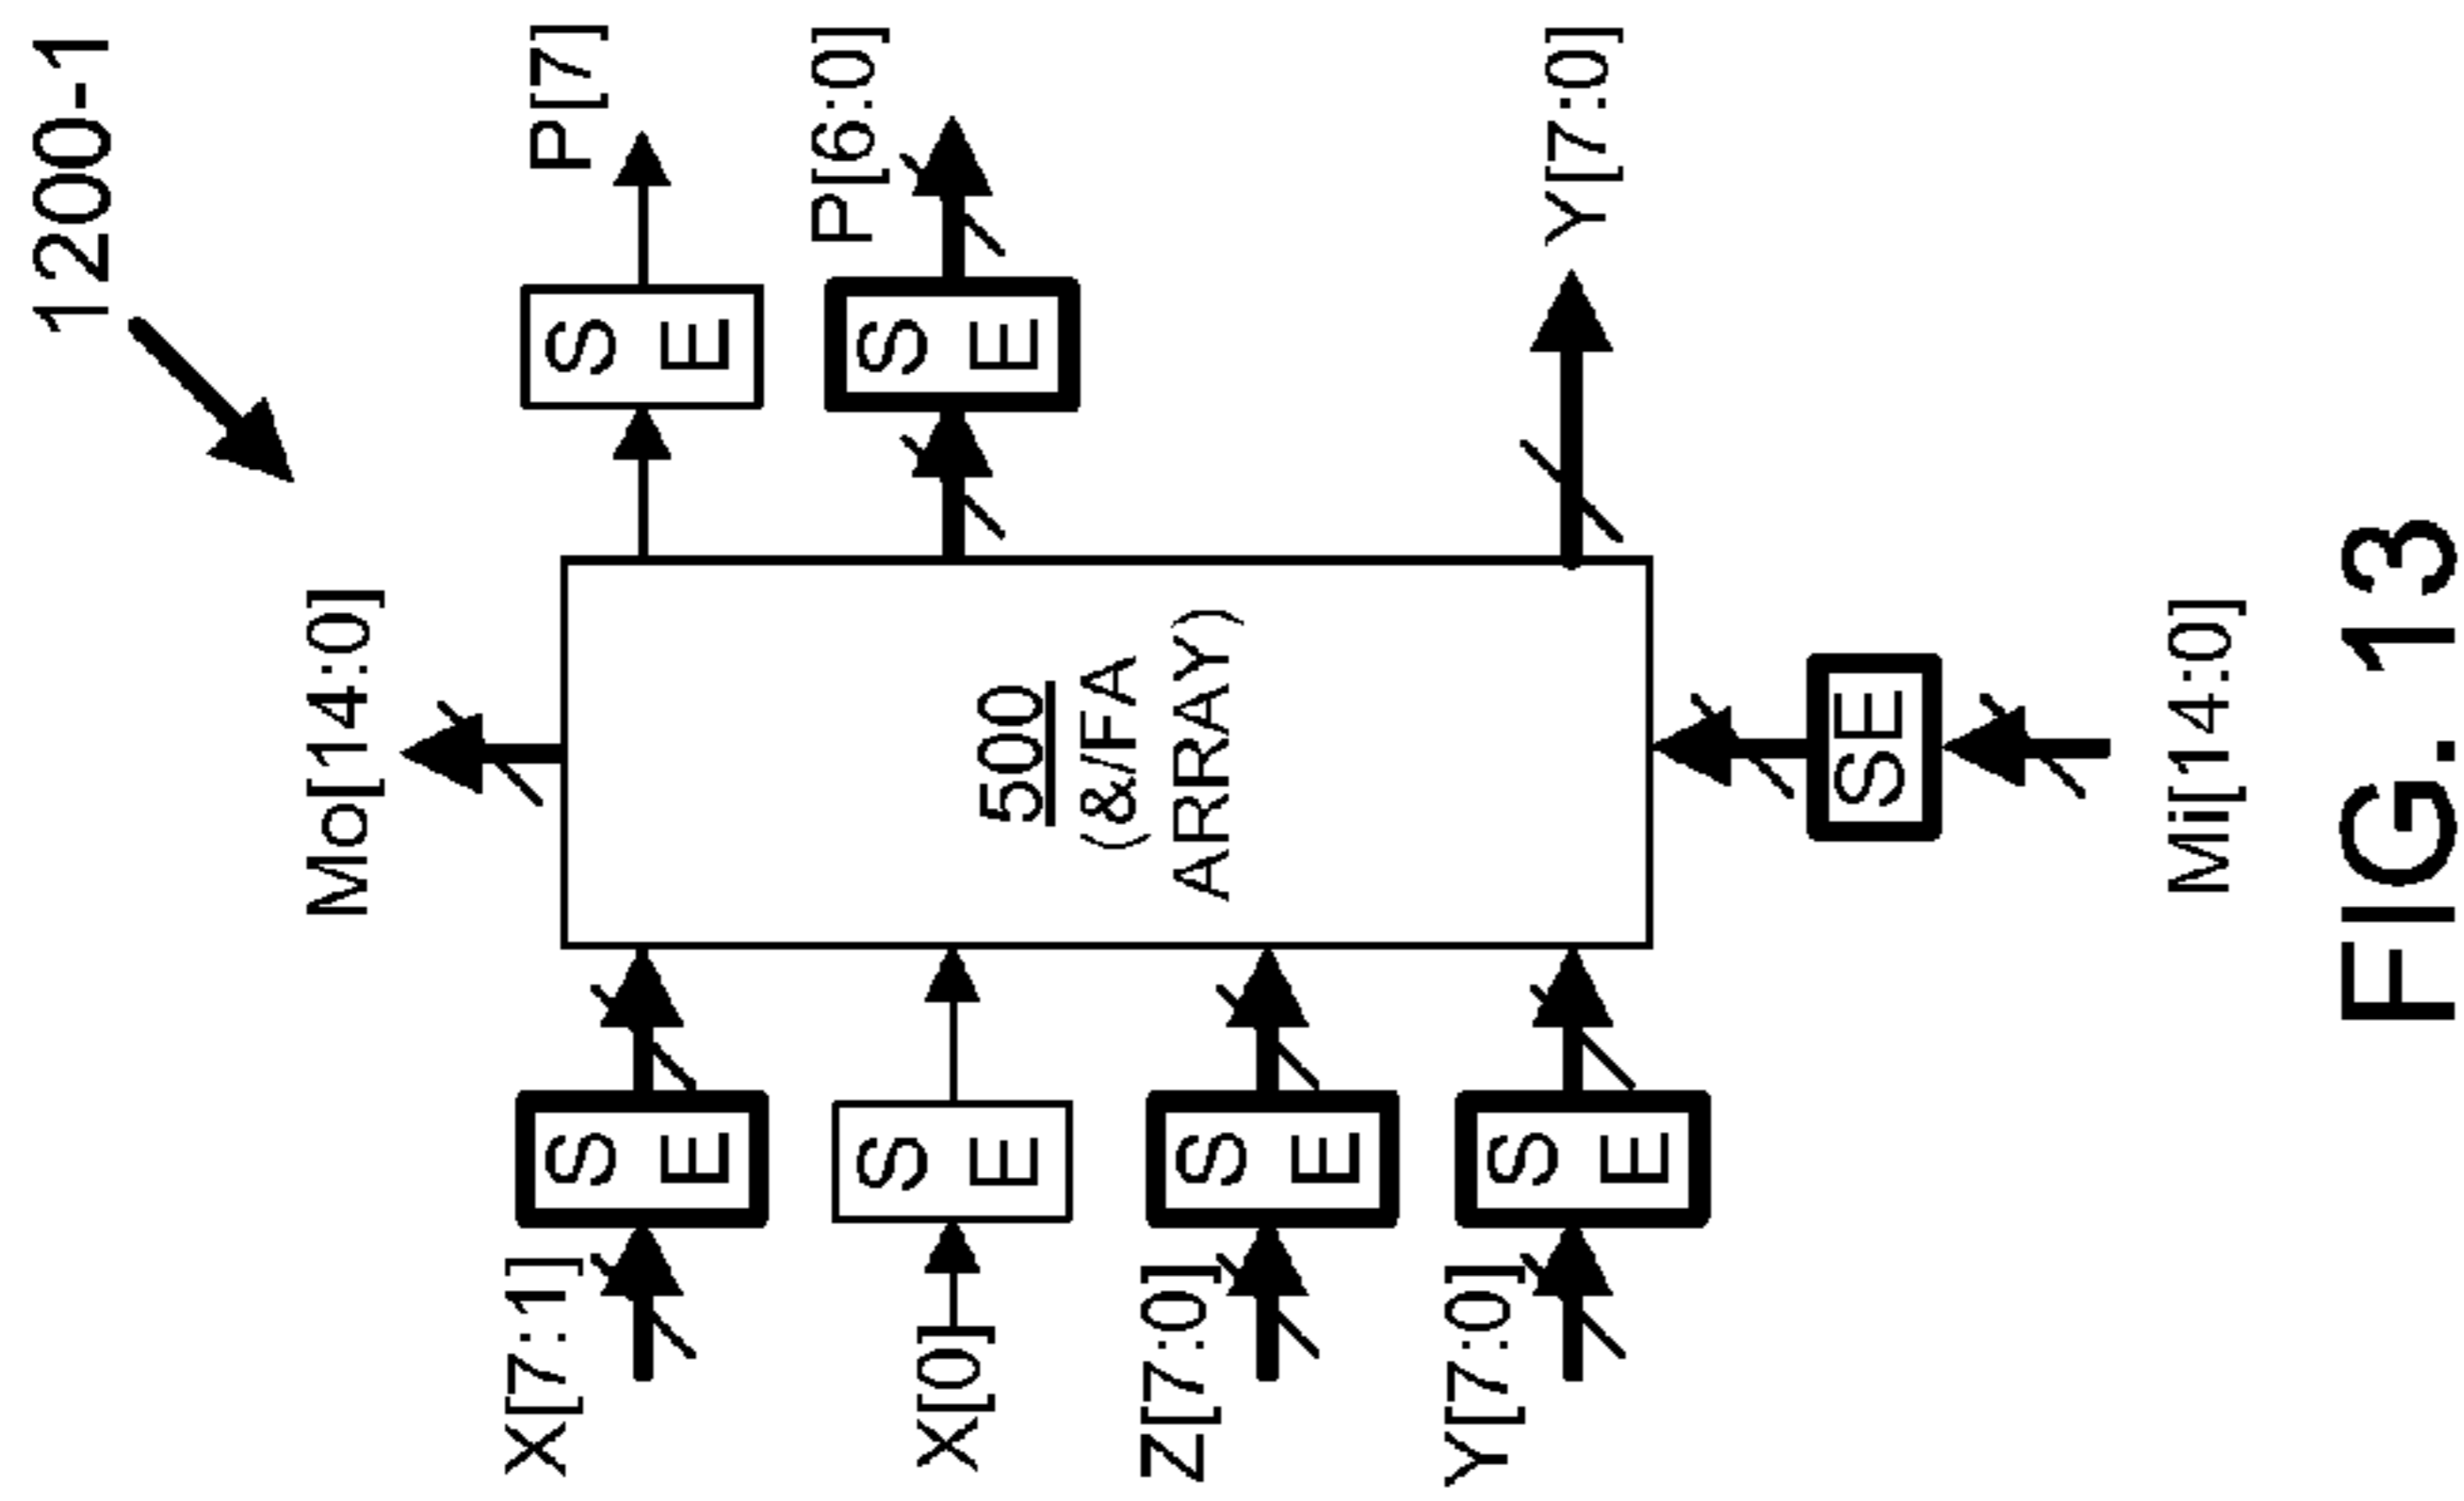 1200-1
X[7:1]
S
E
X[0]
S
E
Z[7:0]
S
E
Y[7:0]
S
E
Mo[14:0]
500
(&/FA
ARRAY)
SE
Mi[14:0]
S
E
P[7]
S
E
P[6:0]
Y[7:0]
FIG. 13